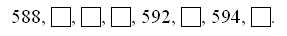 588, □, □, □, 592, □, 594, □.